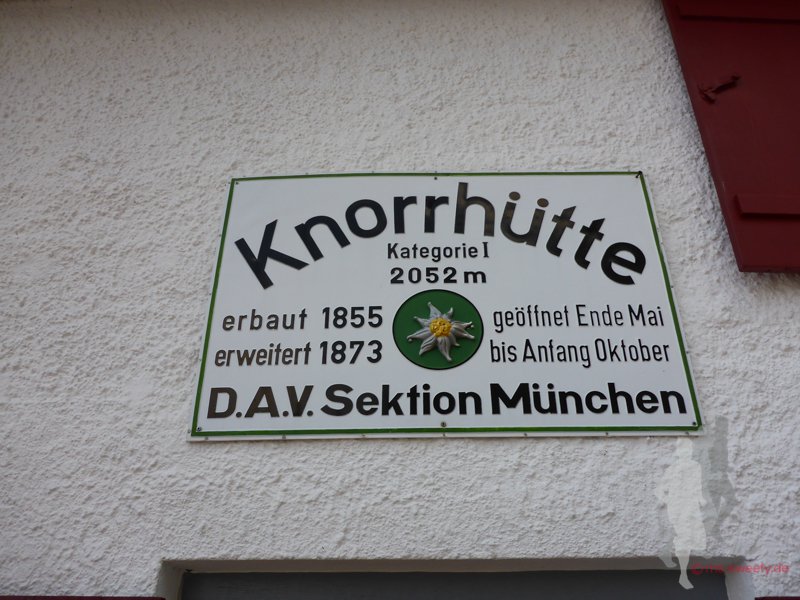 Knorrhütte
Kategorie I
2052 m
erbaut 1855
erweitert 1873
geöffnet Ende Mai
bis Anfang Oktober
D.A.V. Sektion München